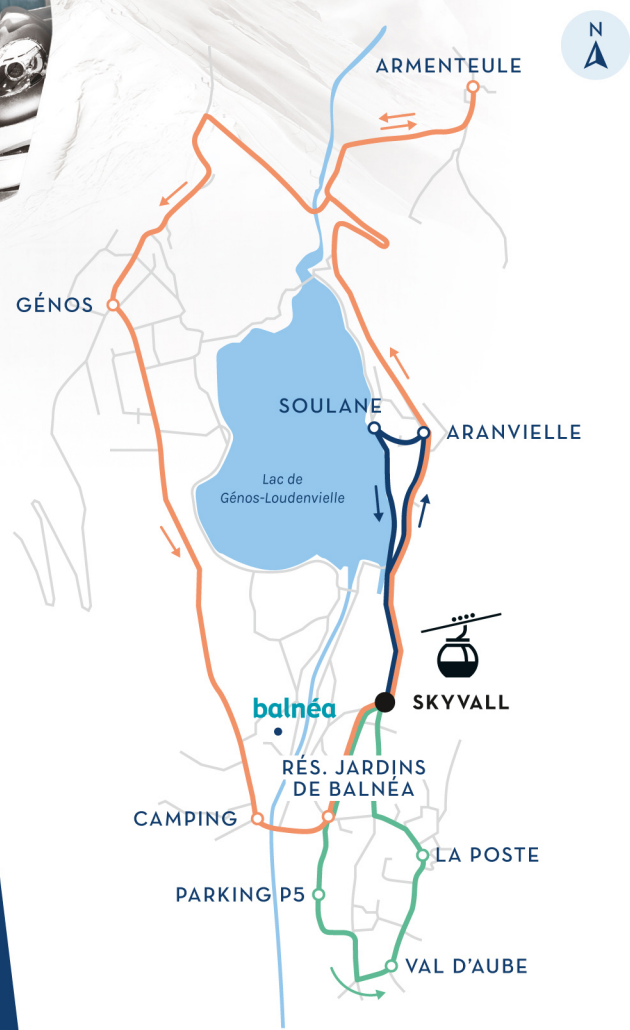 N
ARMENTEULE
GÉNOS
SOULANE
ARANVIELLE
Lac de
Génos-Loudenvielle
SKYVALL
balnéa
RÉS. JARDINS
DE BALNÉA
CAMPING
LA POSTE
PARKING P5
VAL D'AUBE